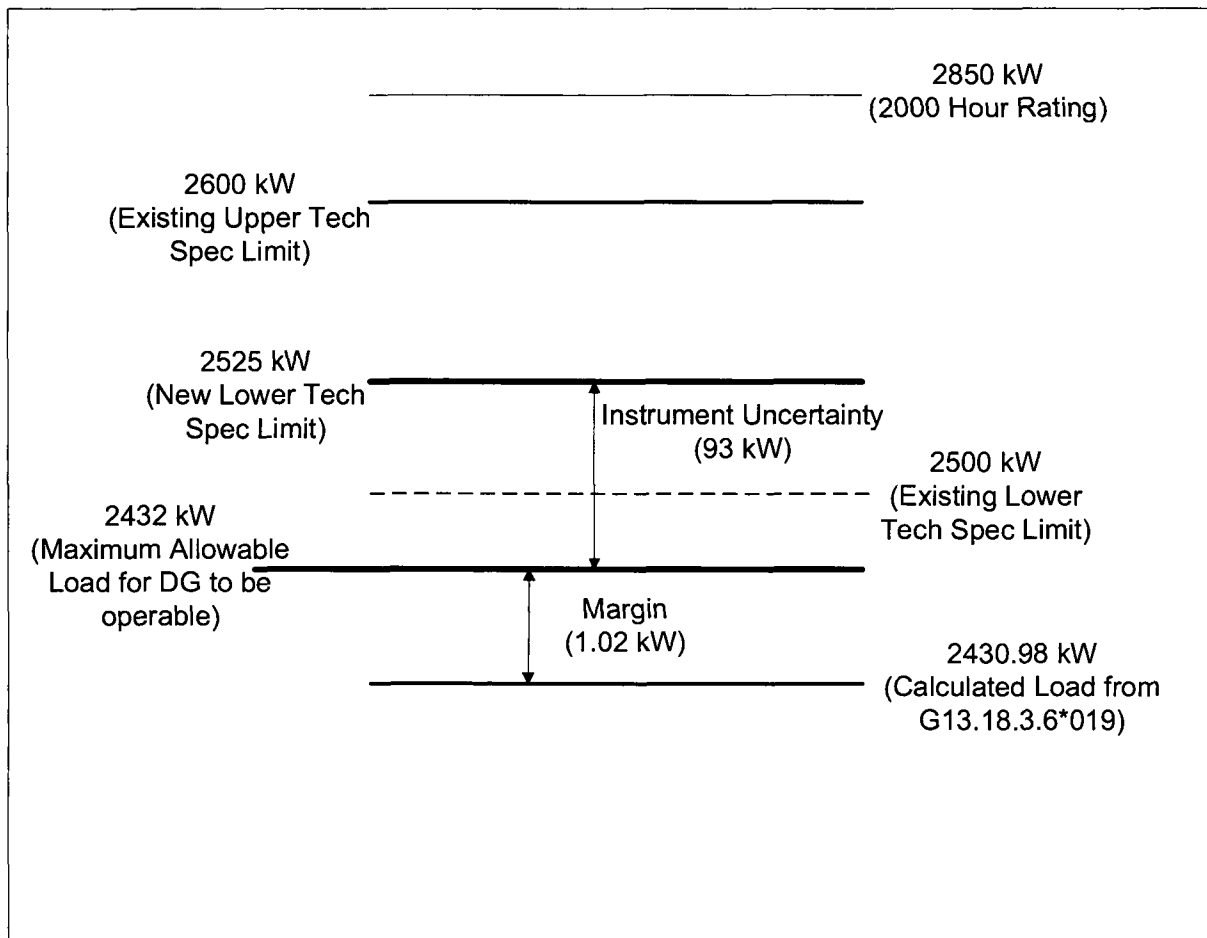 2850 kW
(2000 Hour Rating)
2600 kW
(Existing Upper Tech
Spec Limit)
2525 kW
(New Lower Tech
Spec Limit)
Instrument Uncertainty
(93 kW)
2500 kW
(Existing Lower
Tech Spec Limit)
2432 kW
(Maximum Allowable
Load for DG to be
operable)
Margin
(1.02 kW)
2430.98 kW
(Calculated Load from
G13.18.3.6*019)